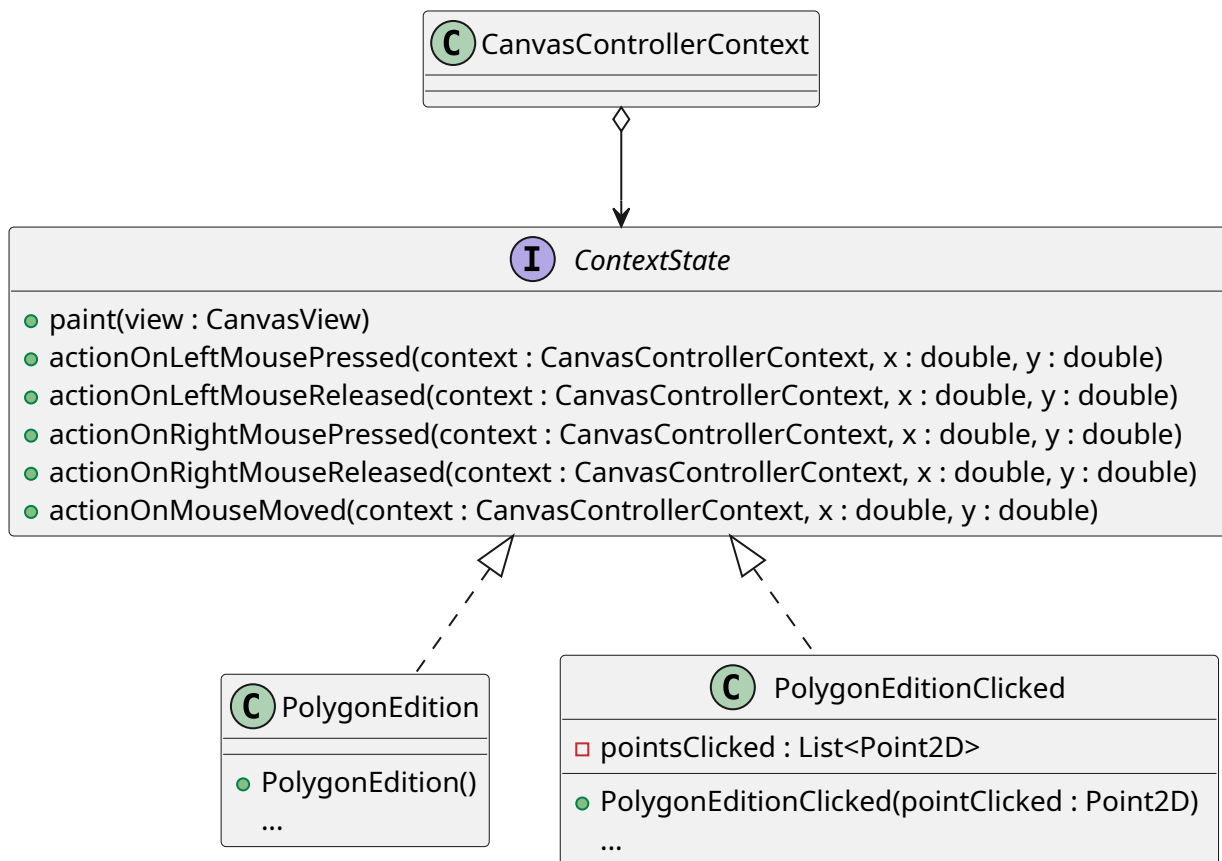 C CanvasControllerContext
I ContextState
paint(view : CanvasView)
actionOnLeftMousePressed(context : CanvasControllerContext, x : double, y : double)
actionOnLeftMouseReleased(context : CanvasControllerContext, x : double, y : double)
actionOnRightMousePressed(context : CanvasControllerContext, x : double, y : double)
actionOnRightMouseReleased(context : CanvasControllerContext, x : double, y : double)
actionOnMouseMoved(context : CanvasControllerContext, x : double, y : double)
C PolygonEdition
PolygonEdition()
...
C PolygonEditionClicked
pointsClicked : List<Point2D>
PolygonEditionClicked(pointClicked : Point2D)
...